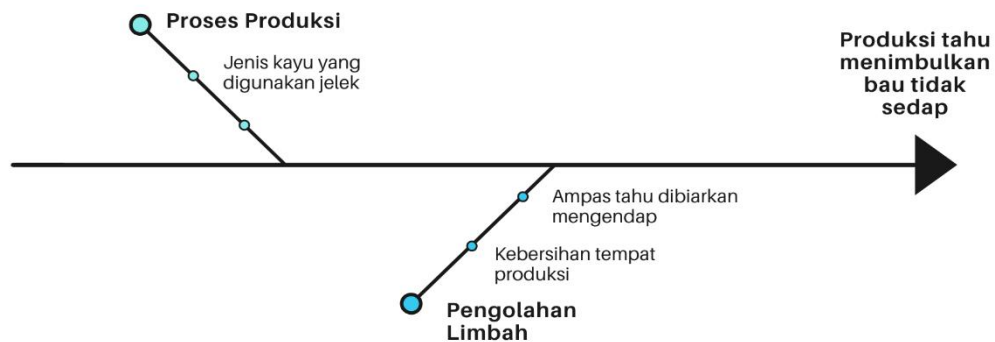 Proses Produksi
Jenis kayu yang
digunakan jelek
Produksi tahu
menimbulkan
bau tidak
sedap
Ampas tahu dibiarkan
mengendap
Kebersihan tempat
produksi
Pengolahan
Limbah